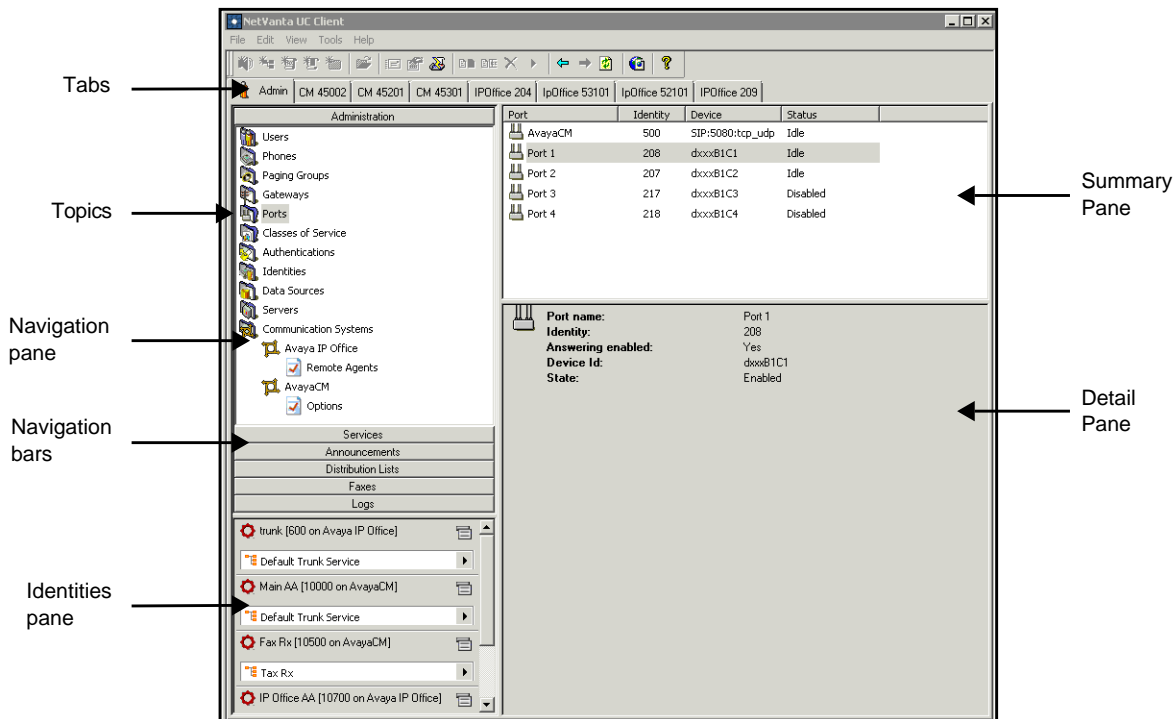 NetVanta UC Client
File Edit View Tools Help
Tabs
Admin CM 45002 CM 45201 CM 45301 IPOffice 204 IpOffice 53101 IpOffice 52101 IPOffice 209
Administration
Users
Phones
Paging Groups
Gateways
Topics
Ports
Classes of Service
Authentications
Identities
Data Sources
Servers
Navigation
pane
Communication Systems
Avaya IP Office
Remote Agents
AvayaCM
Options
Navigation
bars
Services
Announcements
Distribution Lists
Faxes
Logs
Identities
pane
trunk [600 on Avaya IP Office]
Default Trunk Service
Main AA [10000 on AvayaCM]
Default Trunk Service
Fax Rx [10500 on AvayaCM]
Tax Rx
IP Office AA [10700 on Avaya IP Office]
Port Identity Device Status
AvayaCM 500 SIP:5080:tcp_udp Idle
Port 1 208 dxxxB1C1 Idle
Port 2 207 dxxxB1C2 Idle
Port 3 217 dxxxB1C3 Disabled
Port 4 218 dxxxB1C4 Disabled
Summary
Pane
Port name: Port 1
Identity: 208
Answering enabled: Yes
Device Id: dxxxB1C1
State: Enabled
Detail
Pane